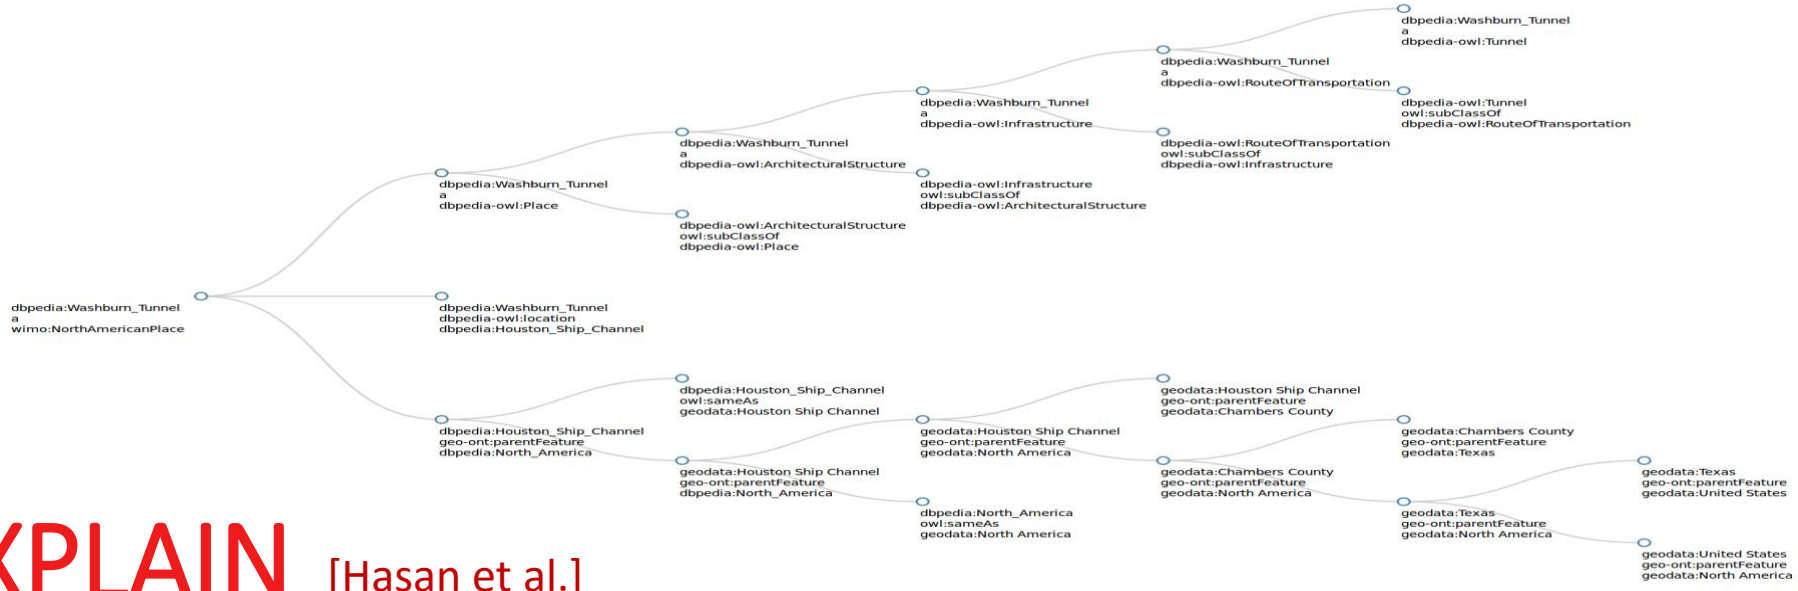 dbpedia:Washburn_Tunnel
a
wimo:NorthAmericanPlace
dbpedia:Washburn_Tunnel
a
dbpedia-owl:Place
dbpedia:Washburn_Tunnel
dbpedia-owl:location
dbpedia:Houston_Ship_Channel
dbpedia:Houston_Ship_Channel
geo-ont:parentFeature
dbpedia:North_America
dbpedia:Washburn_Tunnel
a
dbpedia-owl:ArchitecturalStructure
dbpedia-owl:ArchitecturalStructure
owl:subClassOf
dbpedia-owl:Place
dbpedia:Houston_Ship_Channel
owl:sameAs
geodata:Houston Ship Channel
geodata:Houston Ship Channel
geo-ont:parentFeature
dbpedia:North_America
dbpedia:Washburn_Tunnel
a
dbpedia-owl:Infrastructure
dbpedia-owl:Infrastructure
owl:subClassOf
dbpedia-owl:ArchitecturalStructure
geodata:Houston Ship Channel
geo-ont:parentFeature
geodata:North America
dbpedia:North_America
owl:sameAs
geodata:North America
dbpedia:Washburn_Tunnel
a
dbpedia-owl:RouteOfTransportation
dbpedia-owl:RouteOfTransportation
owl:subClassOf
dbpedia-owl:Infrastructure
geodata:Houston Ship Channel
geo-ont:parentFeature
geodata:Chambers County
geodata:Chambers County
geo-ont:parentFeature
geodata:North America
dbpedia:Washburn_Tunnel
a
dbpedia-owl:Tunnel
dbpedia-owl:Tunnel
owl:subClassOf
dbpedia-owl:RouteOfTransportation
geodata:Chambers County
geo-ont:parentFeature
geodata:Texas
geodata:Texas
geo-ont:parentFeature
geodata:North America
geodata:Texas
geo-ont:parentFeature
geodata:United States
geodata:United States
geo-ont:parentFeature
geodata:North America
XPLAIN [Hasan et al.]